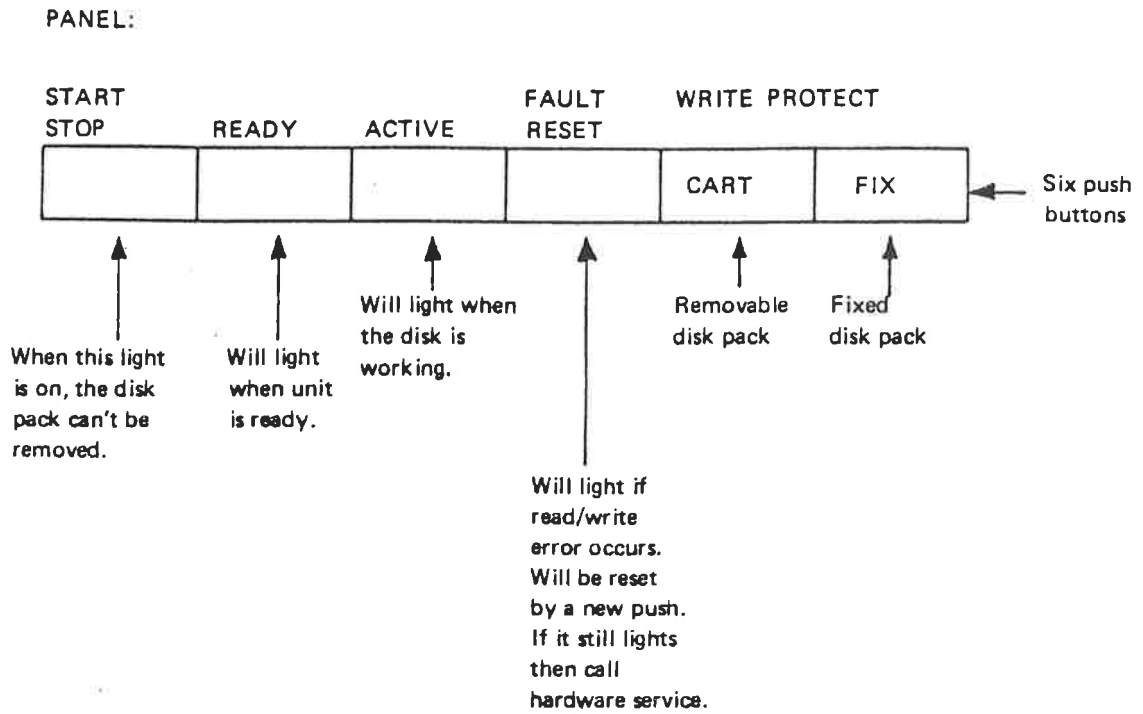 PANEL:
START
STOP
READY
ACTIVE
FAULT
RESET
WRITE PROTECT
CART
FIX
Six push
buttons
When this light
is on, the disk
pack can't be
removed.
Will light
when unit
is ready.
Will light when
the disk is
working.
Will light if
read/write
error occurs.
Will be reset
by a new push.
If it still lights
then call
hardware service.
Removable
disk pack
Fixed
disk pack